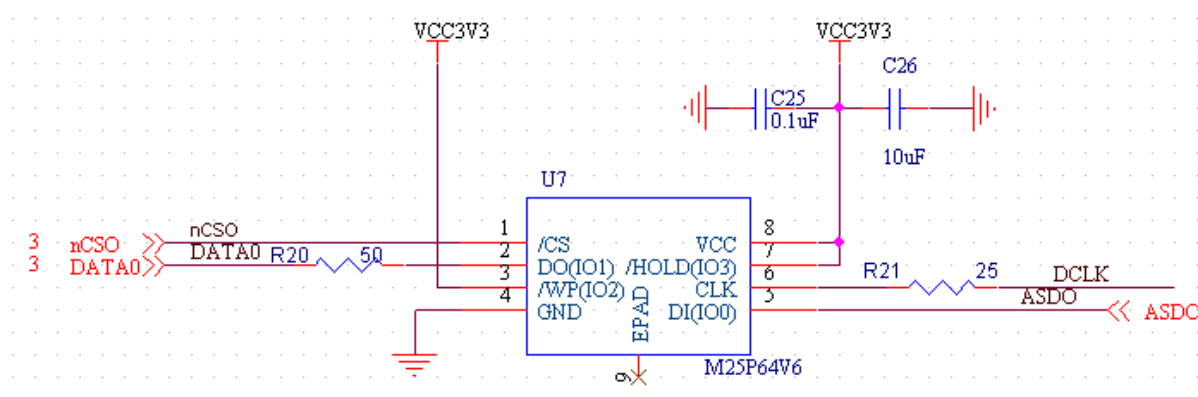 VCC3V3
VCC3V3
C26
C25
0.1uF
10uF
U7
3 nCSO nCSO 1 /CS VCC 8
3 DATA0 DATA0 R20 50 2 DO(IO1) /HOLD(IO3) 7
3 /WP(IO2) CLK 6 R21 25 DCLK
4 GND DI(IO0) 5 ASDO ASDO
EPAD
9
M25P64V6